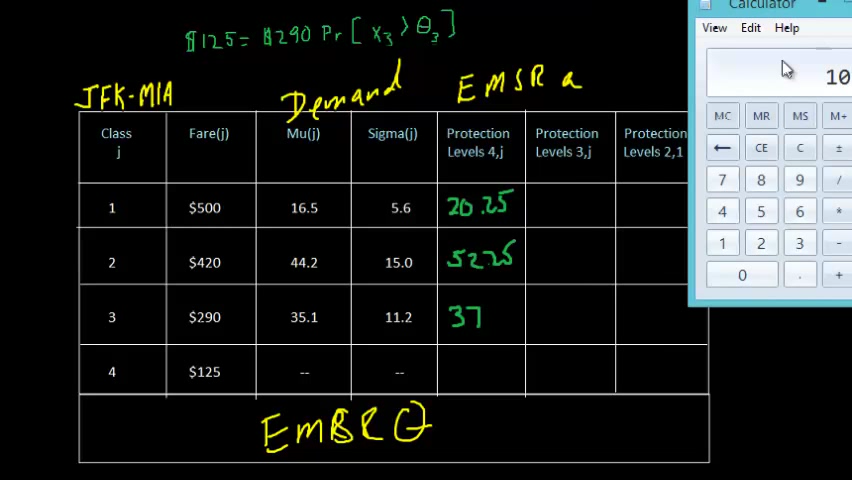 Calculator
View Edit Help
10
MC MR MS M+
← CE C ±
7 8 9 /
4 5 6 *
1 2 3 -
0 . +
$125 = $290 Pr [ x3 > θ3 ]
JFK-MIA Demand EMSR a
Class j Fare(j) Mu(j) Sigma(j) Protection Levels 4,j Protection Levels 3,j Protection Levels 2,1
1 $500 16.5 5.6 20.25
2 $420 44.2 15.0 52.25
3 $290 35.1 11.2 37
4 $125 -- --